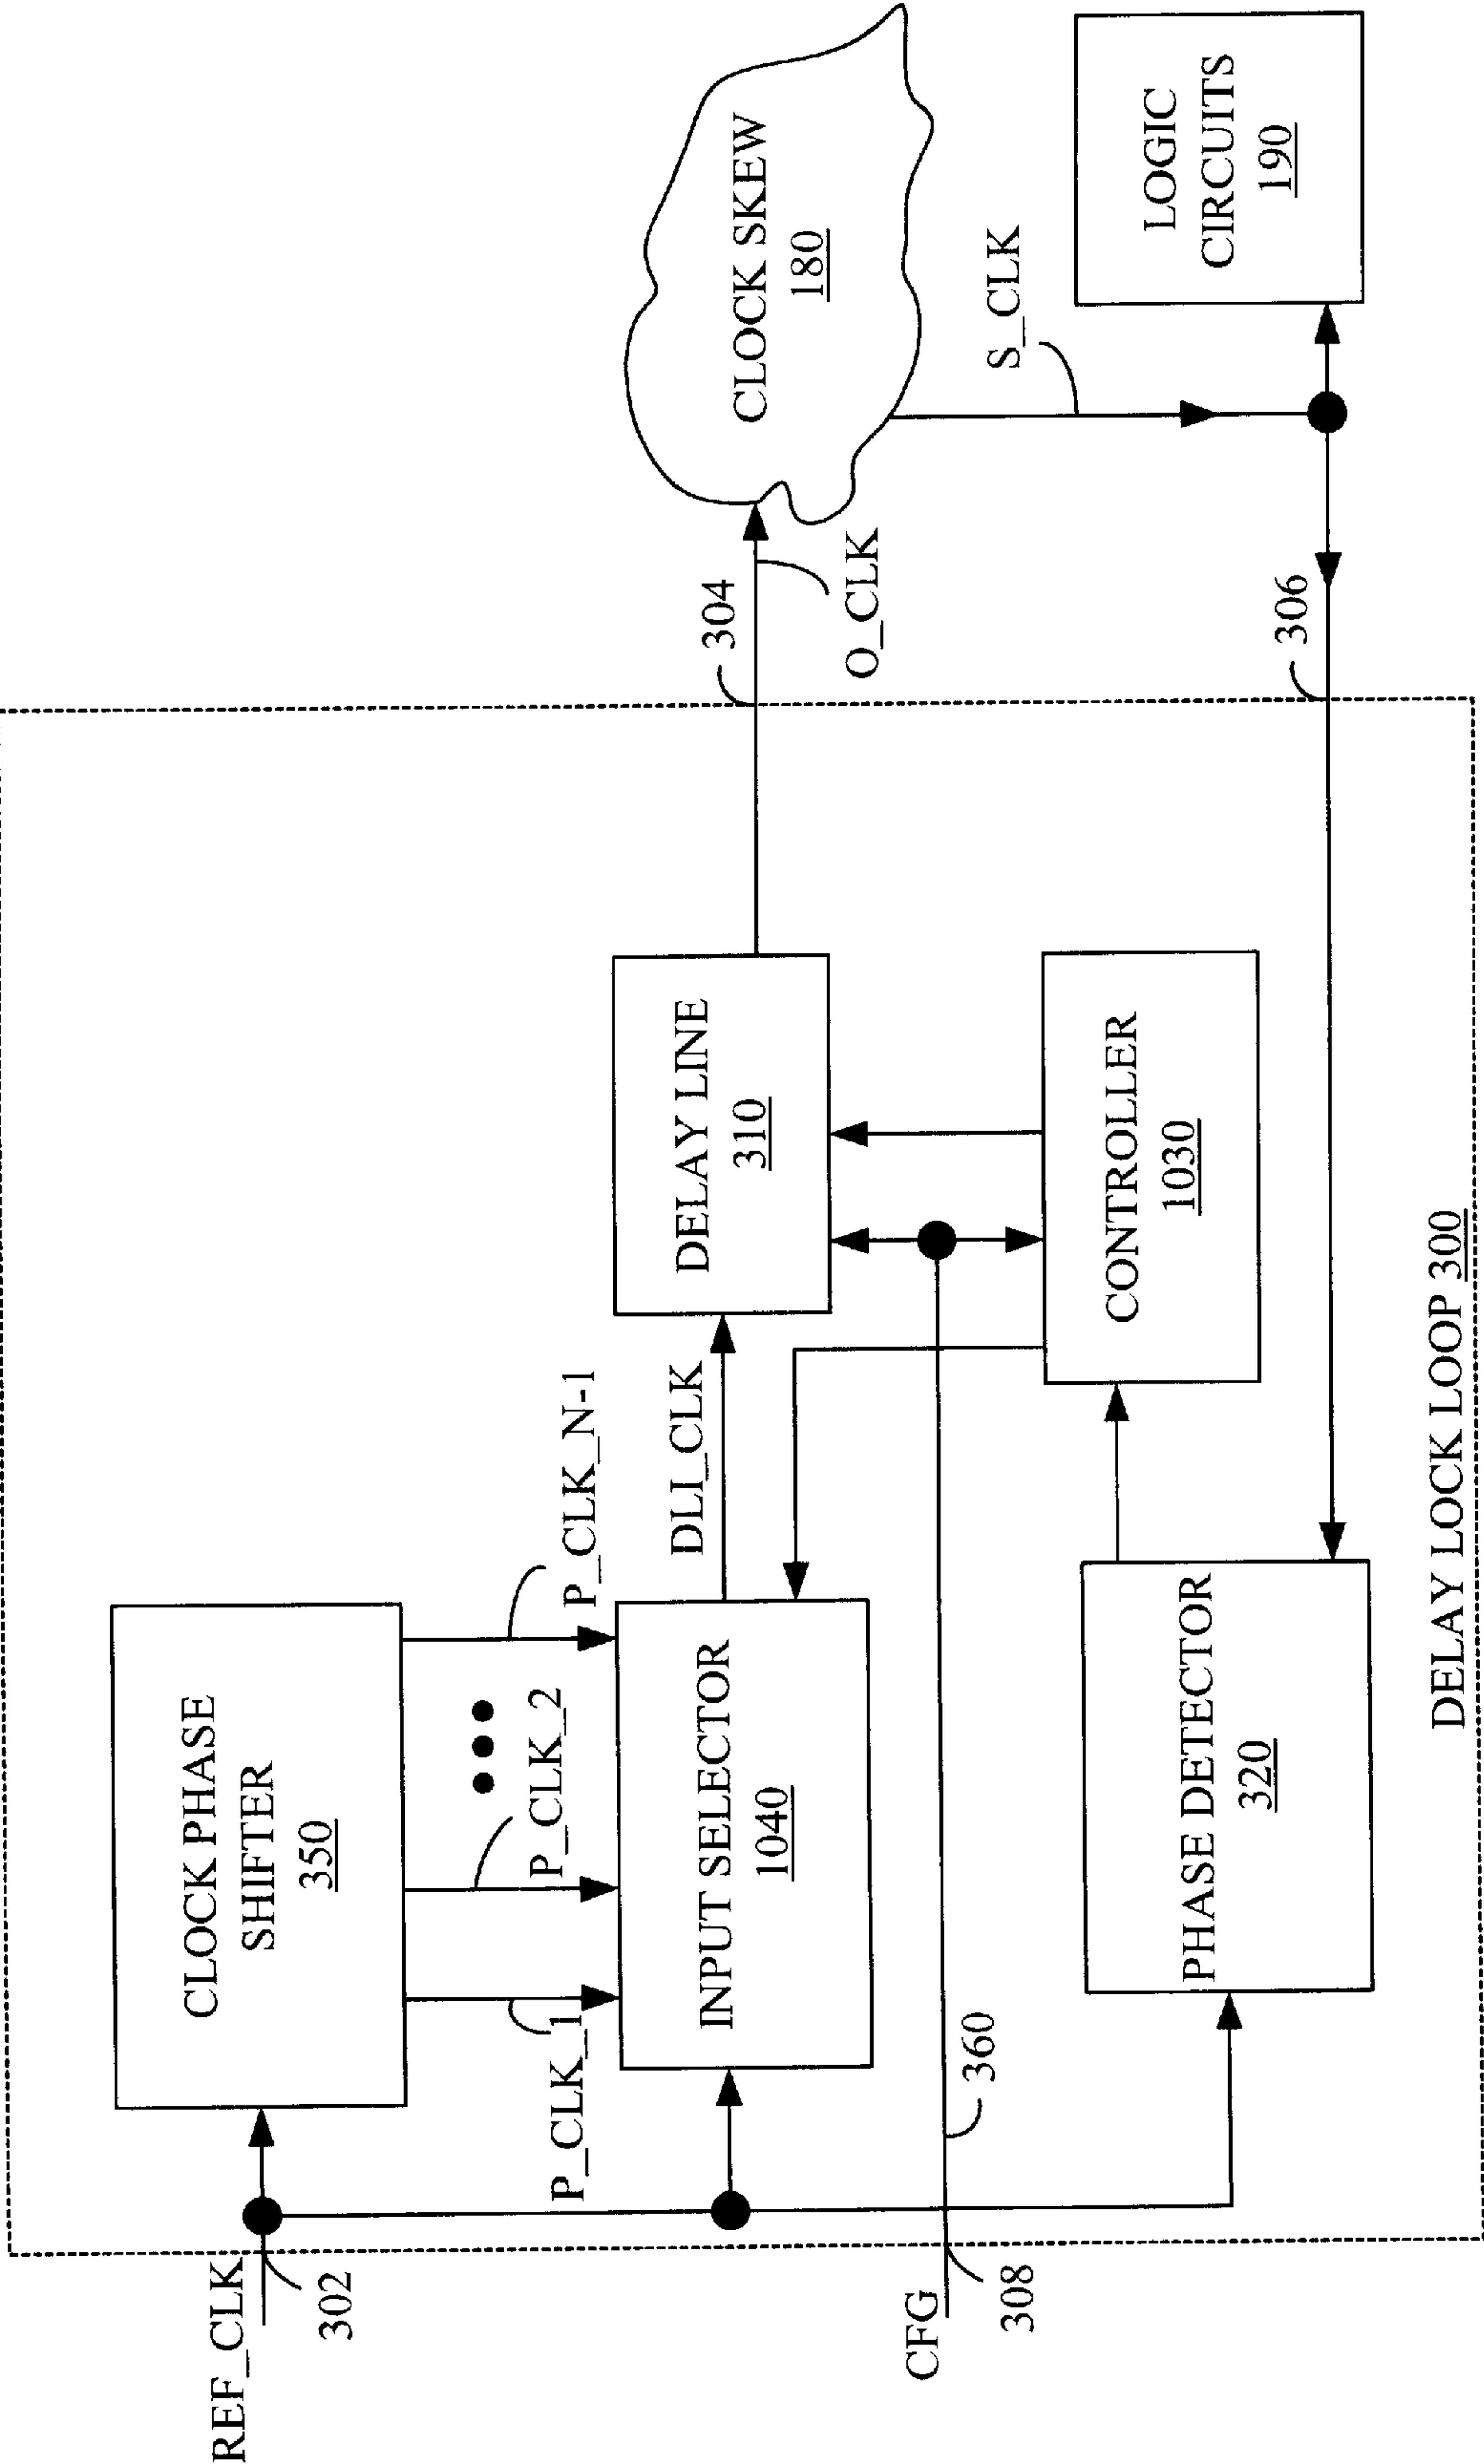 REF_CLK
302
CLOCK PHASE
SHIFTER
350
P_CLK_1
P_CLK_2
P_CLK_N-1
INPUT SELECTOR
1040
DLI_CLK
DELAY LINE
310
304
O_CLK
CLOCK SKEW
180
S_CLK
LOGIC
CIRCUITS
190
CFG
308
360
CONTROLLER
1030
306
PHASE DETECTOR
320
DELAY LOCK LOOP 300